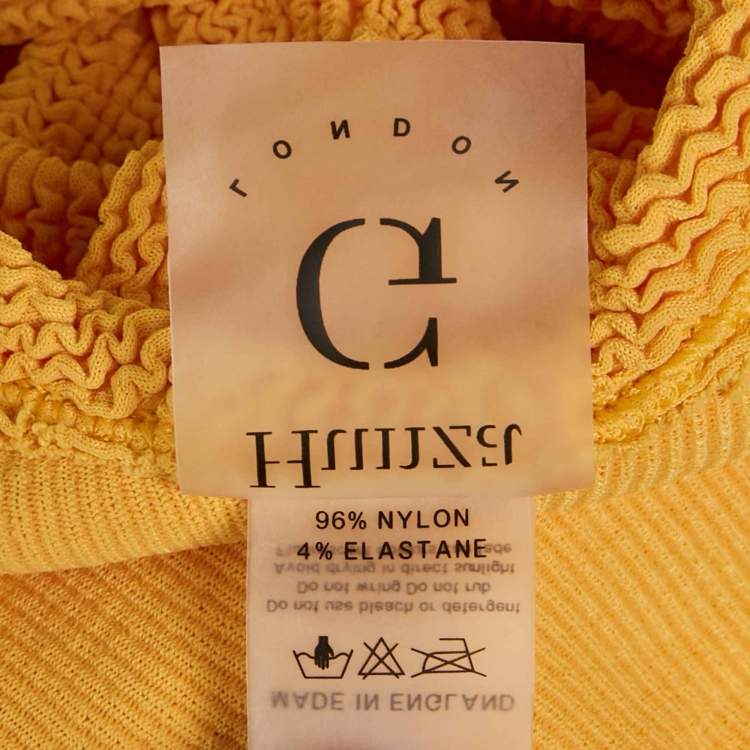 LONDON
G
Hunza
96% NYLON
4% ELASTANE
Avoid drying in direct sunlight
Do not wring Do not rub
Do not use bleach or detergent
MADE IN ENGLAND